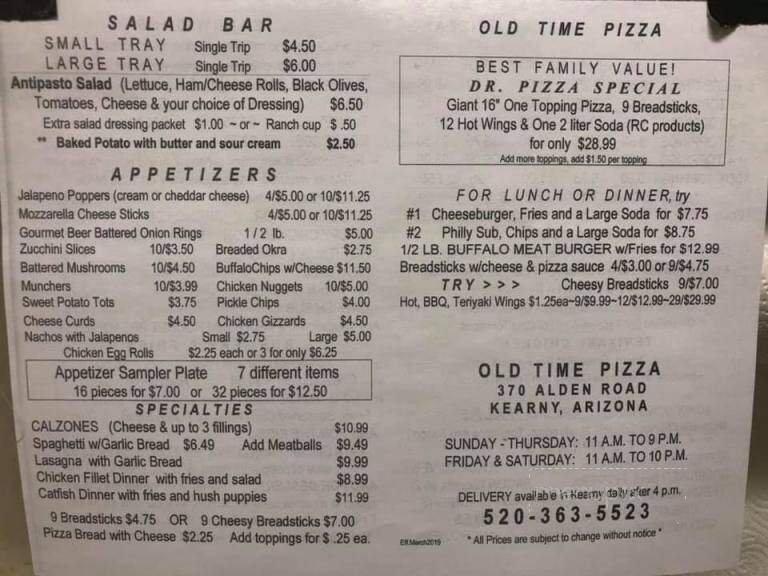 SALAD BAR
SMALL TRAY Single Trip $4.50
LARGE TRAY Single Trip $6.00
Antipasto Salad (Lettuce, Ham/Cheese Rolls, Black Olives,
Tomatoes, Cheese & your choice of Dressing) $6.50
Extra salad dressing packet $1.00 ~ or ~ Ranch cup $ .50
** Baked Potato with butter and sour cream $2.50
APPETIZERS
Jalapeno Poppers (cream or cheddar cheese) 4/$5.00 or 10/$11.25
Mozzarella Cheese Sticks 4/$5.00 or 10/$11.25
Gourmet Beer Battered Onion Rings 1/2 lb. $5.00
Zucchini Slices 10/$3.50 Breaded Okra $2.75
Battered Mushrooms 10/$4.50 BuffaloChips w/Cheese $11.50
Munchers 10/$3.99 Chicken Nuggets 10/$5.00
Sweet Potato Tots $3.75 Pickle Chips $4.00
Cheese Curds $4.50 Chicken Gizzards $4.50
Nachos with Jalapenos Small $2.75 Large $5.00
Chicken Egg Rolls $2.25 each or 3 for only $6.25
Appetizer Sampler Plate 7 different items
16 pieces for $7.00 or 32 pieces for $12.50
SPECIALTIES
CALZONES (Cheese & up to 3 fillings) $10.99
Spaghetti w/Garlic Bread $6.49 Add Meatballs $9.49
Lasagna with Garlic Bread $9.99
Chicken Fillet Dinner with fries and salad $8.99
Catfish Dinner with fries and hush puppies $11.99
9 Breadsticks $4.75 OR 9 Cheesy Breadsticks $7.00
Pizza Bread with Cheese $2.25 Add toppings for $ .25 ea.
OLD TIME PIZZA
BEST FAMILY VALUE!
DR. PIZZA SPECIAL
Giant 16" One Topping Pizza, 9 Breadsticks,
12 Hot Wings & One 2 liter Soda (RC products)
for only $28.99
Add more toppings, add $1.50 per topping
FOR LUNCH OR DINNER, try
#1 Cheeseburger, Fries and a Large Soda for $7.75
#2 Philly Sub, Chips and a Large Soda for $8.75
1/2 LB. BUFFALO MEAT BURGER w/Fries for $12.99
Breadsticks w/cheese & pizza sauce 4/$3.00 or 9/$4.75
TRY > > > Cheesy Breadsticks 9/$7.00
Hot, BBQ, Teriyaki Wings $1.25ea~9/$9.99~12/$12.99~29/$29.99
OLD TIME PIZZA
370 ALDEN ROAD
KEARNY, ARIZONA
SUNDAY - THURSDAY: 11 A.M. TO 9 P.M.
FRIDAY & SATURDAY: 11 A.M. TO 10 P.M.
DELIVERY available in Kearny daily after 4 p.m.
520-363-5523
Eff.March2019 * All Prices are subject to change without notice *